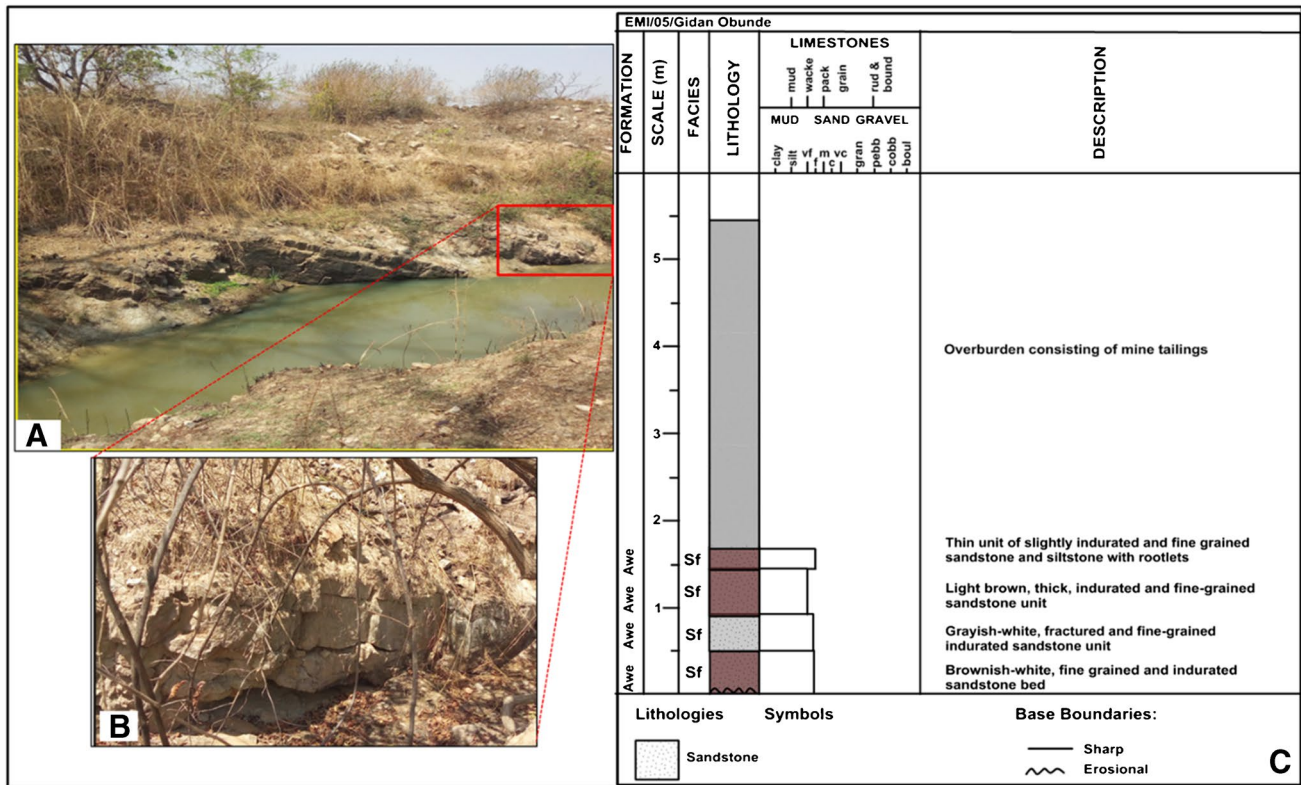 A
B
EMI/05/Gidan Obunde
FORMATION
SCALE (m)
FACIES
LITHOLOGY
LIMESTONES
mud
wacke
pack
grain
rud &
bound
MUD SAND GRAVEL
clay
silt
vf
f
m
c
vc
gran
pebb
cobb
boul
DESCRIPTION
5
4
Overburden consisting of mine tailings
3
2
Awe
Sf
Thin unit of slightly indurated and fine grained
sandstone and siltstone with rootlets
Awe
Sf
Light brown, thick, indurated and fine-grained
sandstone unit
1
Awe
Sf
Grayish-white, fractured and fine-grained
indurated sandstone unit
Awe
Sf
Brownish-white, fine grained and indurated
sandstone bed
Lithologies
Symbols
Base Boundaries:
Sandstone
Sharp
Erosional
C